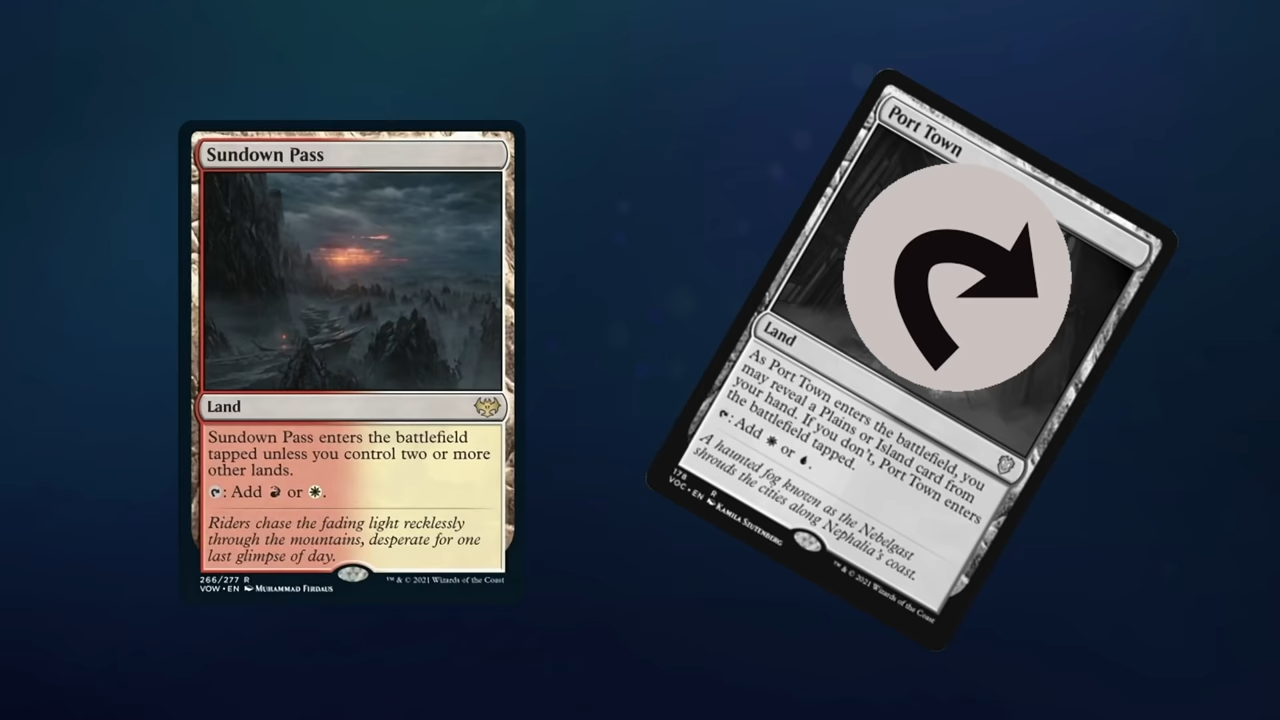 Sundown Pass
Land
Sundown Pass enters the battlefield
tapped unless you control two or more
other lands.
: Add or .
Riders chase the fading light recklessly
through the mountains, desperate for one
last glimpse of day.
266/277 R
VOW • EN Muhammad Firdaus
™ & © 2021 Wizards of the Coast
Port Town
Land
As Port Town enters the battlefield, you
may reveal a Plains or Island card from
your hand. If you don't, Port Town enters
the battlefield tapped.
: Add or .
A haunted fog known as the Nebelgast
shrouds the cities along Nephalia's coast.
178 R
VOC • EN Kamila Szutenberg
™ & © 2021 Wizards of the Coast